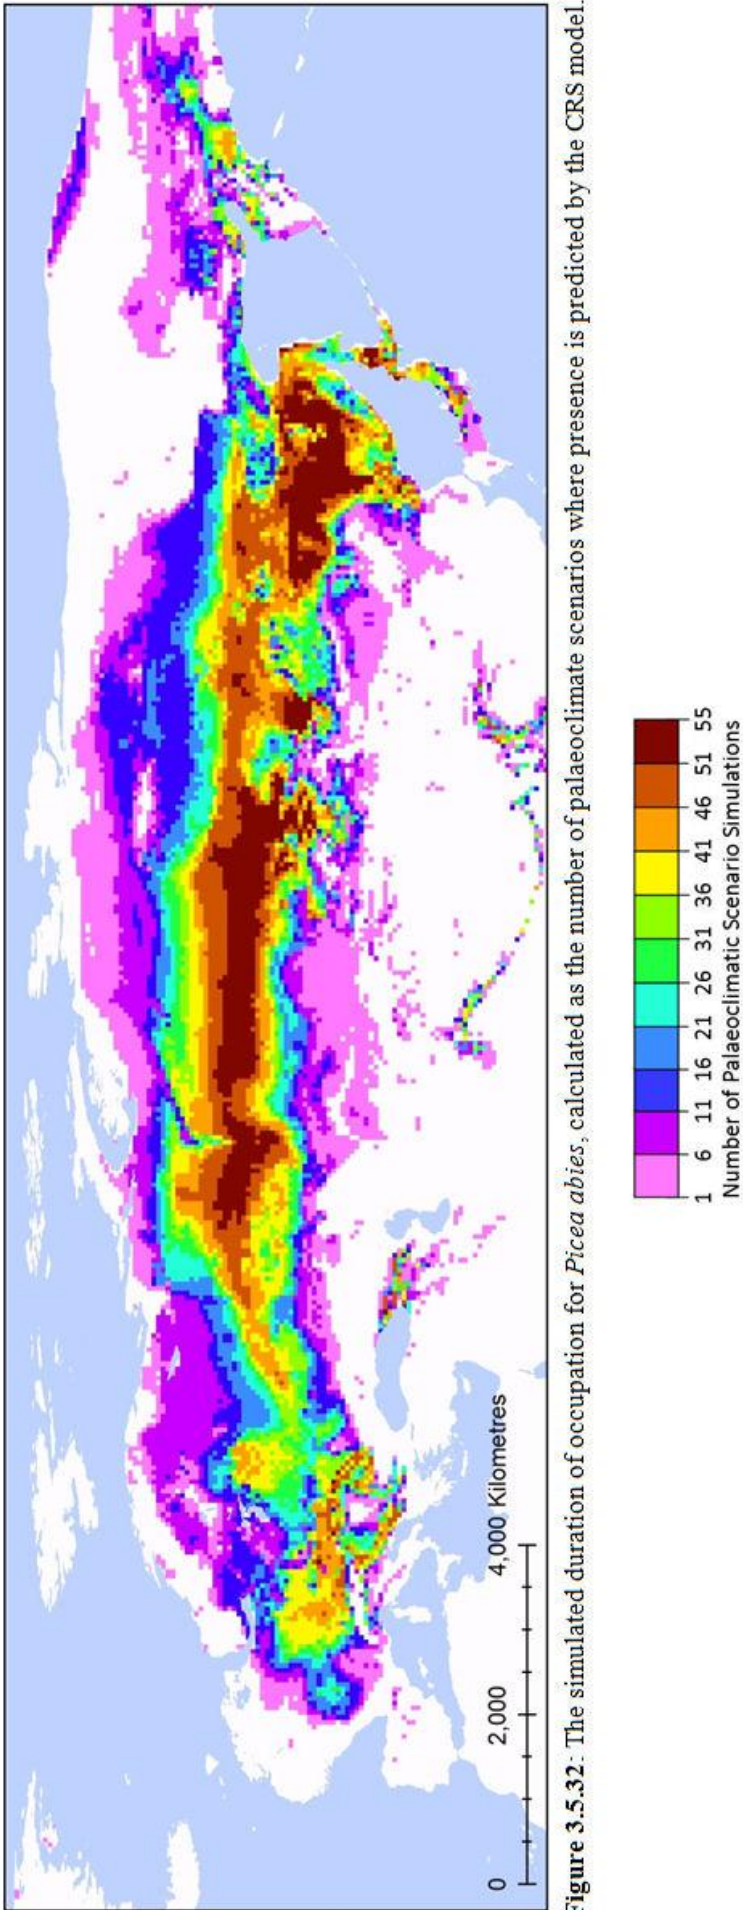 0 2,000 4,000 Kilometres
Figure 3.5.32: The simulated duration of occupation for Picea abies, calculated as the number of palaeoclimate scenarios where presence is predicted by the CRS model.
1 6 11 16 21 26 31 36 41 46 51 55
Number of Palaeoclimatic Scenario Simulations